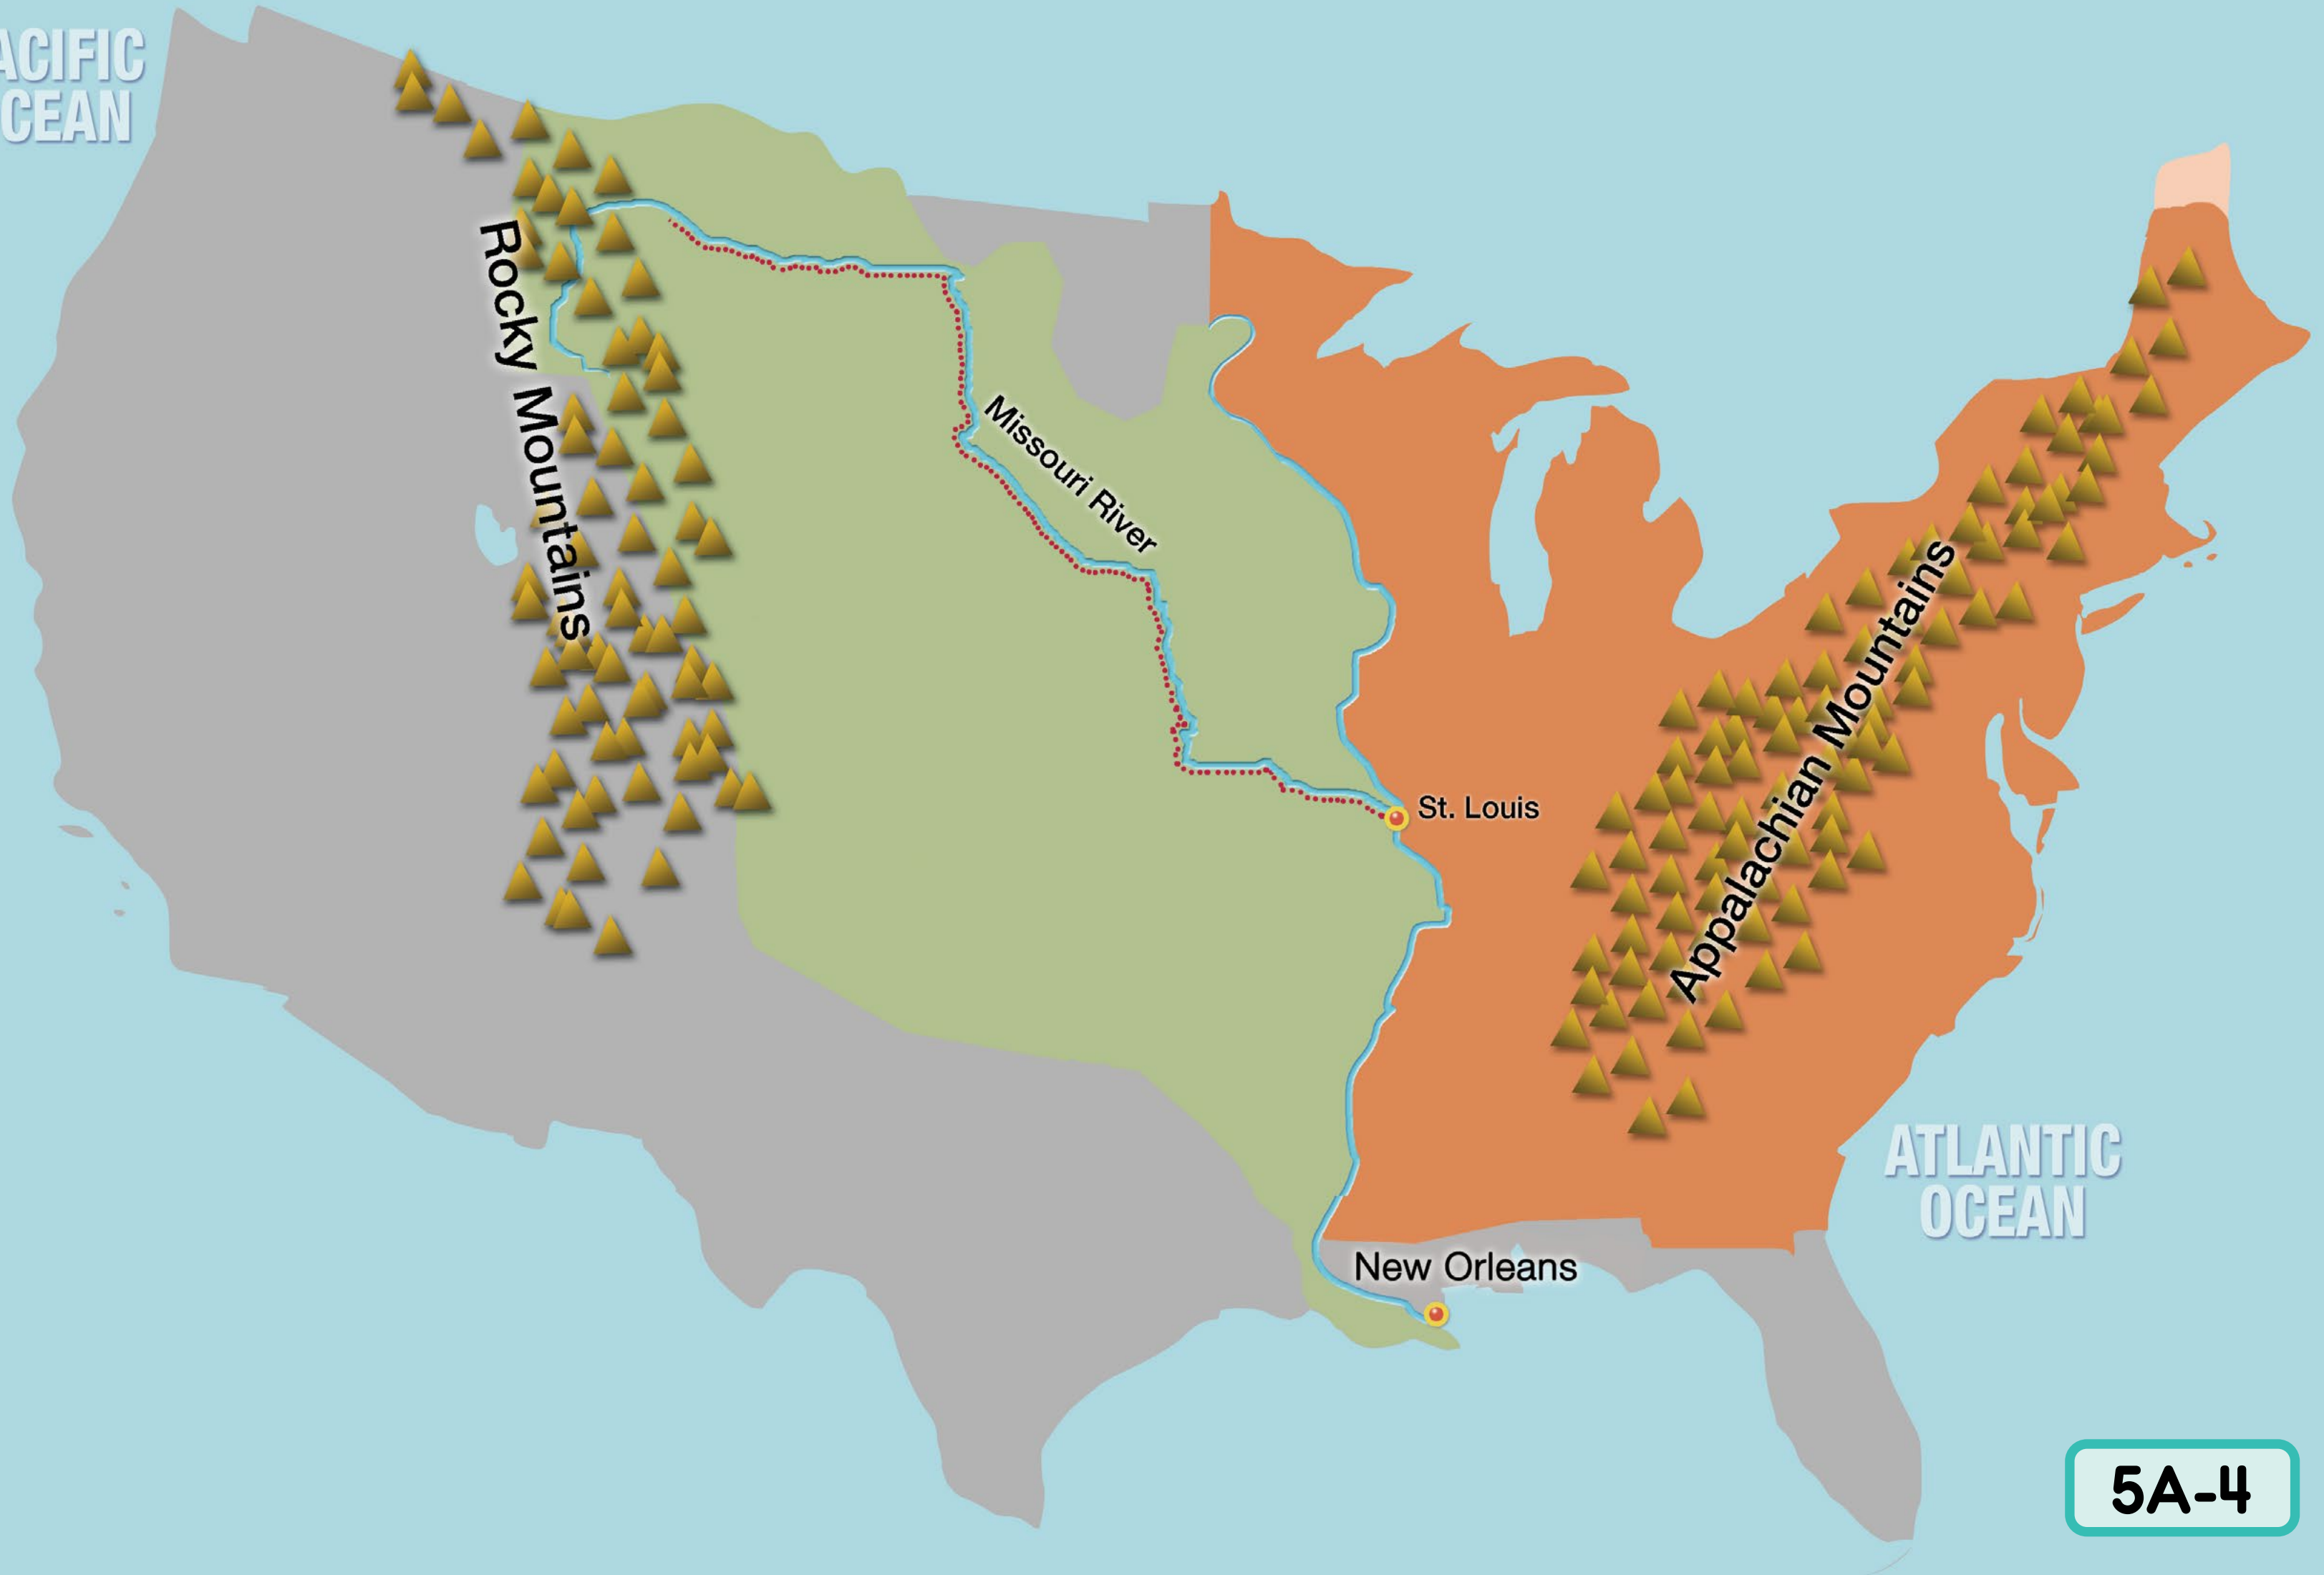 ACIFIC
CEAN
Rocky Mountains
Missouri River
St. Louis
Appalachian Mountains
New Orleans
ATLANTIC
OCEAN
5A-4